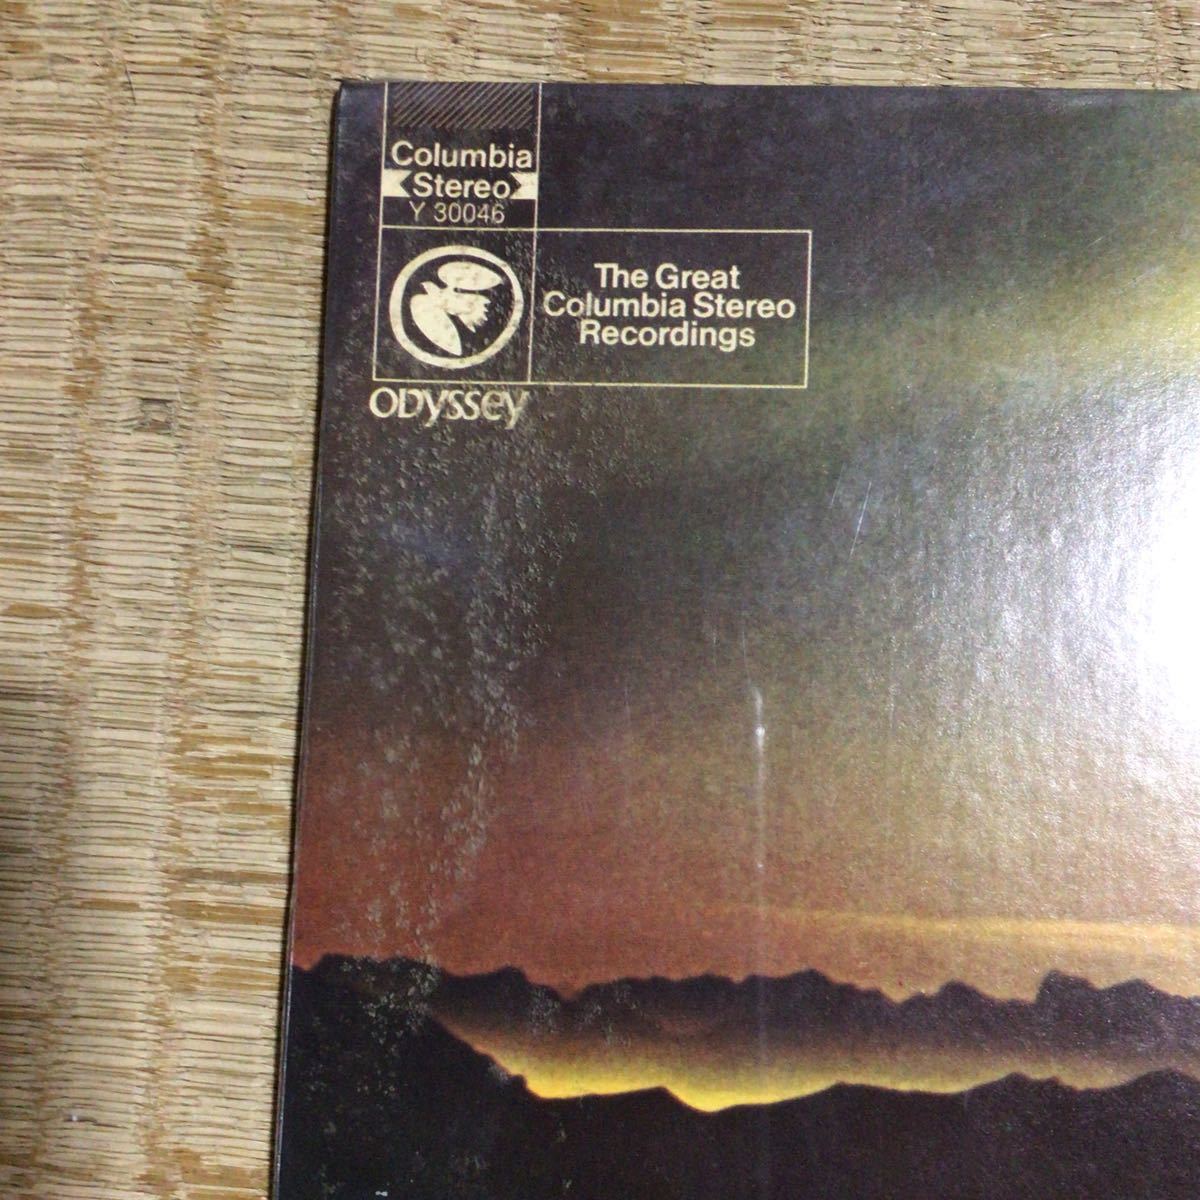 Columbia
Stereo
Y 30046
The Great
Columbia Stereo
Recordings
ODYSSEY